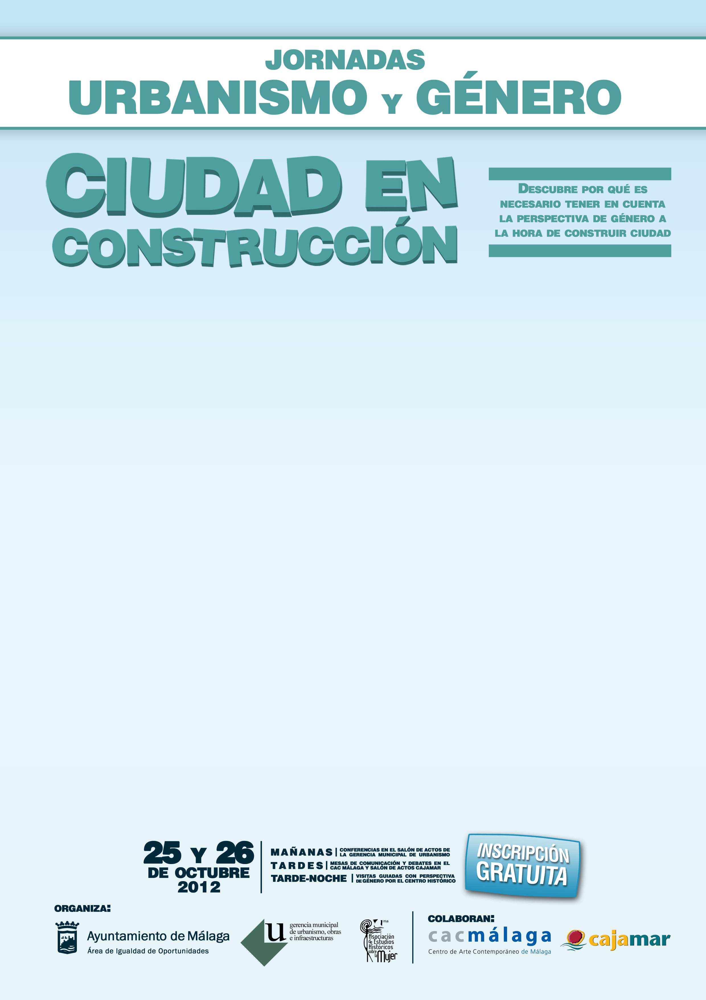 JORNADAS
URBANISMO Y GÉNERO
CIUDAD EN
CONSTRUCCIÓN
DESCUBRE POR QUÉ ES
NECESARIO TENER EN CUENTA
LA PERSPECTIVA DE GÉNERO A
LA HORA DE CONSTRUIR CIUDAD
25 Y 26
DE OCTUBRE
2012
MAÑANAS | CONFERENCIAS EN EL SALÓN DE ACTOS DE
LA GERENCIA MUNICIPAL DE URBANISMO
TARDES | MESAS DE COMUNICACIÓN Y DEBATES EN EL
CAC MÁLAGA Y SALÓN DE ACTOS CAJAMAR
TARDE-NOCHE | VISITAS GUIADAS CON PERSPECTIVA
DE GÉNERO POR EL CENTRO HISTÓRICO
INSCRIPCIÓN
GRATUITA
ORGANIZA:
Ayuntamiento de Málaga
Área de Igualdad de Oportunidades
u
gerencia municipal
de urbanismo, obras
e infraestructuras
ma
Asociación
de Estudios
Históricos
sobre
la Mujer
COLABORAN:
cacmálaga
Centro de Arte Contemporáneo de Málaga
cajamar